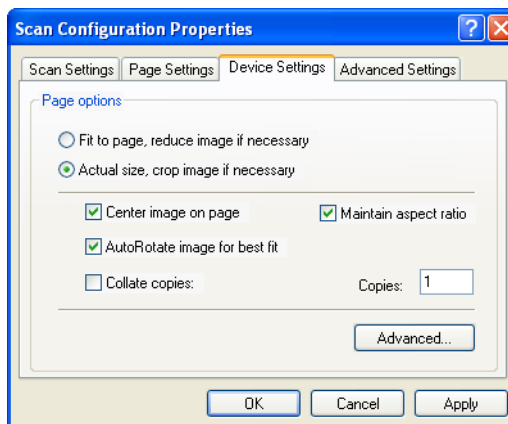 Scan Configuration Properties
Scan Settings Page Settings Device Settings Advanced Settings
Page options
Fit to page, reduce image if necessary
Actual size, crop image if necessary
Center image on page Maintain aspect ratio
AutoRotate image for best fit
Collate copies: Copies: 1
Advanced...
OK Cancel Apply